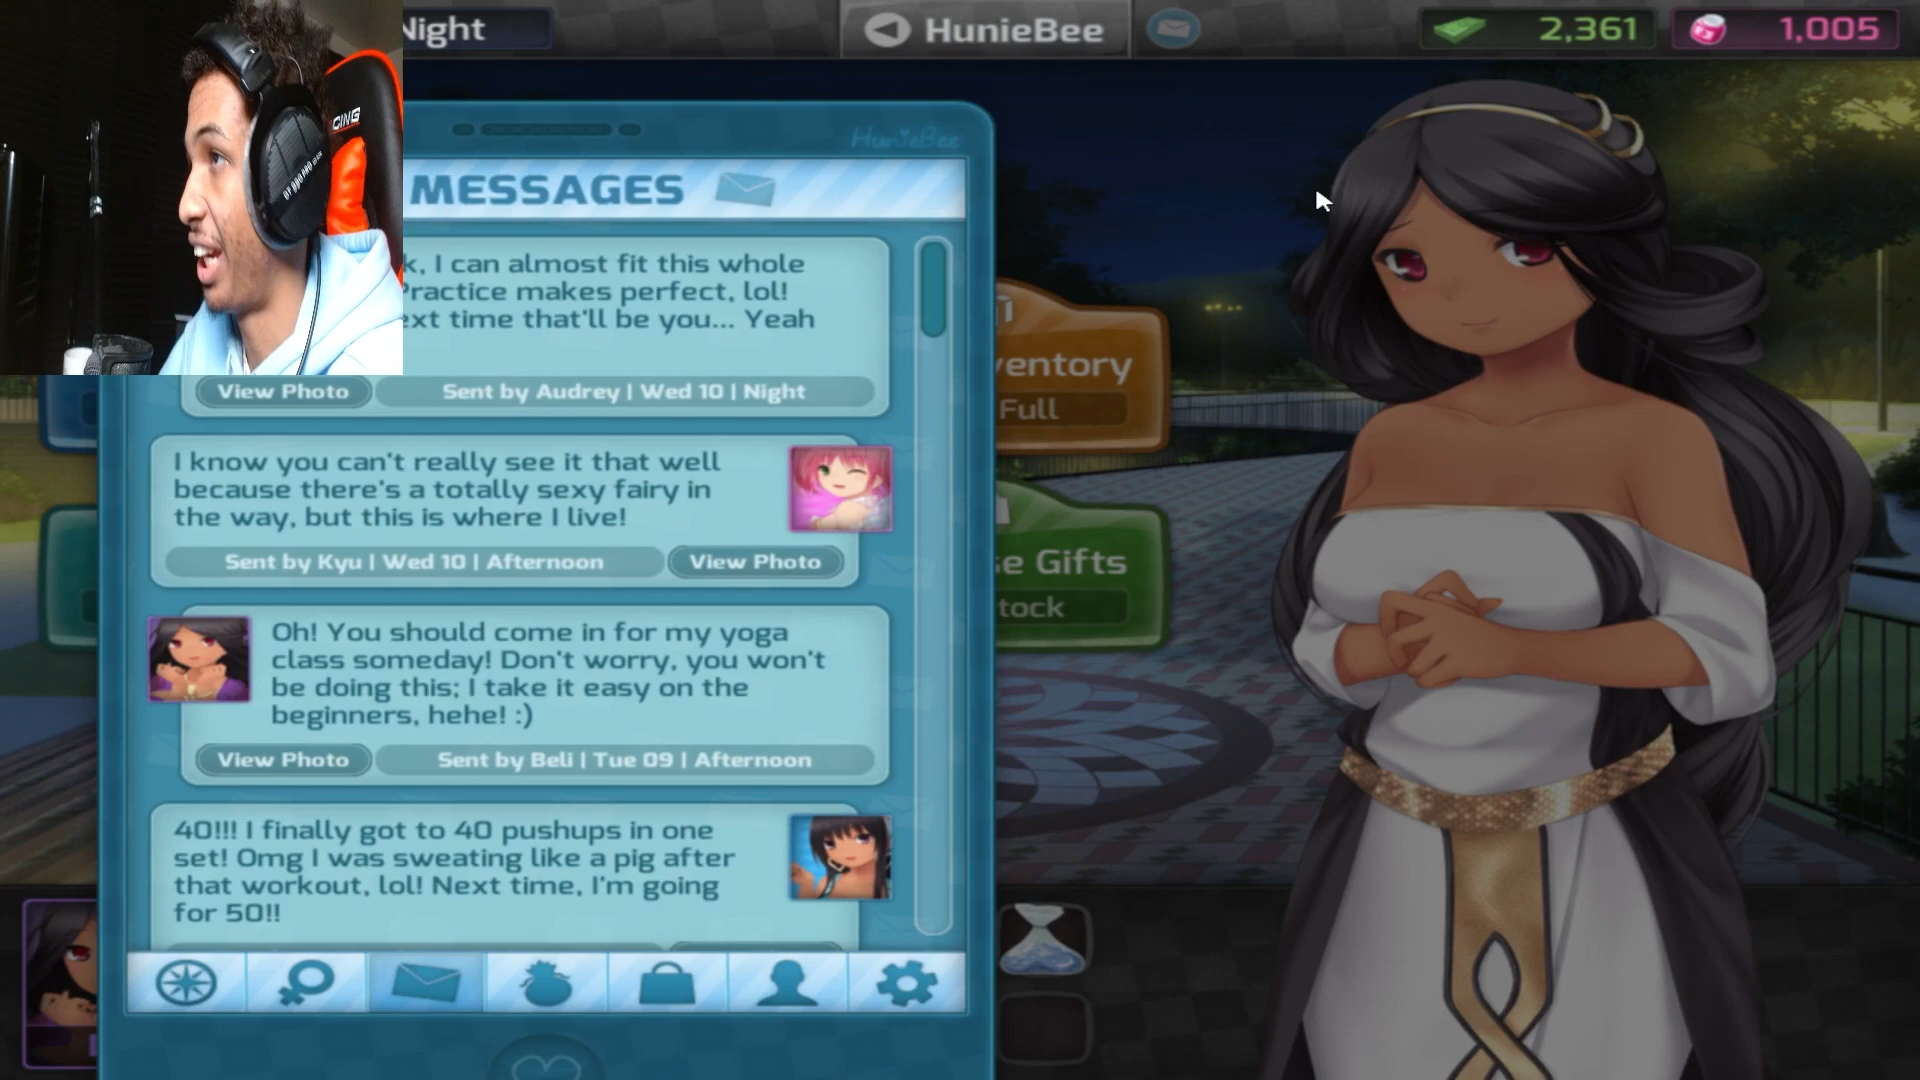 Night
HunieBee
2,361
1,005
CING
HunieBee
MESSAGES
k, I can almost fit this whole
Practice makes perfect, lol!
ext time that'll be you... Yeah
View Photo
Sent by Audrey | Wed 10 | Night
ventory
Full
I know you can't really see it that well
because there's a totally sexy fairy in
the way, but this is where I live!
Sent by Kyu | Wed 10 | Afternoon
View Photo
se Gifts
tock
Oh! You should come in for my yoga
class someday! Don't worry, you won't
be doing this; I take it easy on the
beginners, hehe! :)
View Photo
Sent by Beli | Tue 09 | Afternoon
40!!! I finally got to 40 pushups in one
set! Omg I was sweating like a pig after
that workout, lol! Next time, I'm going
for 50!!